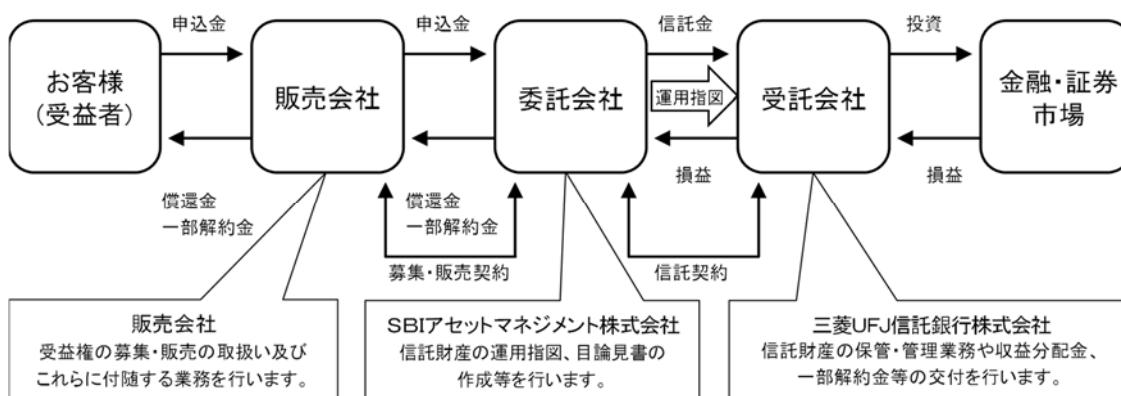 申込金
申込金
信託金
投資
お客様
(受益者)
販売会社
委託会社
運用指図
受託会社
金融・証券
市場
償還金
一部解約金
償還金
一部解約金
損益
損益
募集・販売契約
信託契約
販売会社
受益権の募集・販売の取扱い及び
これらに付随する業務を行います。
SBIアセットマネジメント株式会社
信託財産の運用指図、目論見書の
作成等を行います。
三菱UFJ信託銀行株式会社
信託財産の保管・管理業務や収益分配金、
一部解約金等の交付を行います。